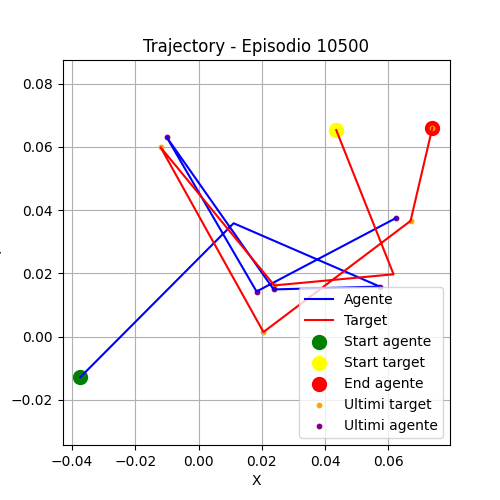 Trajectory - Episodio 10500
0.08
0.06
0.04
0.02
0.00
−0.02
−0.04
−0.02
0.00
0.02
0.04
0.06
X
Agente
Target
Start agente
Start target
End agente
Ultimi target
Ultimi agente